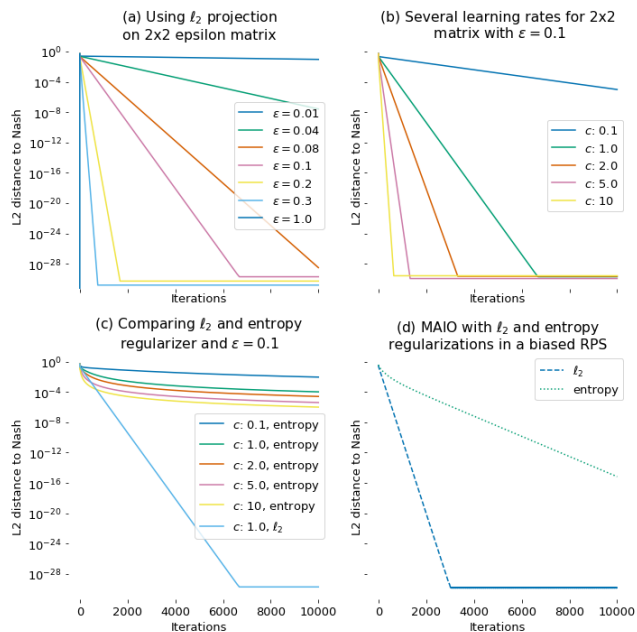 (a) Using ℓ₂ projection
on 2x2 epsilon matrix
L2 distance to Nash
10⁰
10⁻⁴
10⁻⁸
10⁻¹²
10⁻¹⁶
10⁻²⁰
10⁻²⁴
10⁻²⁸
ε = 0.01
ε = 0.04
ε = 0.08
ε = 0.1
ε = 0.2
ε = 0.3
ε = 1.0
Iterations
(b) Several learning rates for 2x2
matrix with ε = 0.1
L2 distance to Nash
c: 0.1
c: 1.0
c: 2.0
c: 5.0
c: 10
Iterations
(c) Comparing ℓ₂ and entropy
regularizer and ε = 0.1
L2 distance to Nash
10⁰
10⁻⁴
10⁻⁸
10⁻¹²
10⁻¹⁶
10⁻²⁰
10⁻²⁴
10⁻²⁸
c: 0.1, entropy
c: 1.0, entropy
c: 2.0, entropy
c: 5.0, entropy
c: 10, entropy
c: 1.0, ℓ₂
0 2000 4000 6000 8000 10000
Iterations
(d) MAIO with ℓ₂ and entropy
regularizations in a biased RPS
L2 distance to Nash
ℓ₂
entropy
0 2000 4000 6000 8000 10000
Iterations